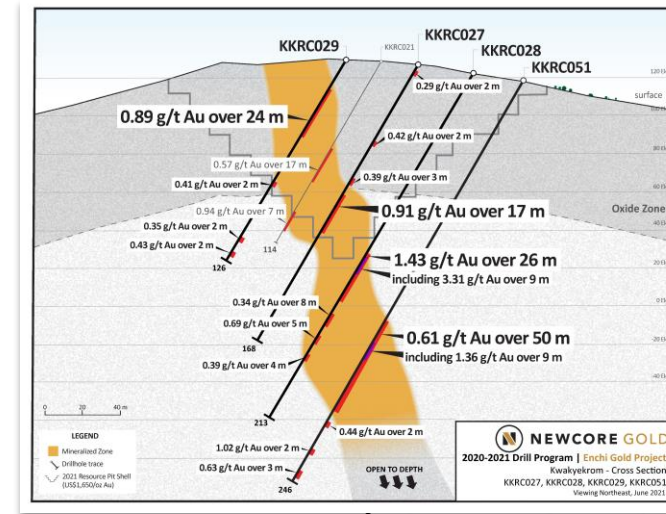 KKRC029
KKRC021
KKRC027
KKRC028
KKRC051
surface
0.29 g/t Au over 2 m
0.89 g/t Au over 24 m
0.42 g/t Au over 2 m
0.57 g/t Au over 17 m
0.39 g/t Au over 3 m
0.41 g/t Au over 2 m
Oxide Zone
0.94 g/t Au over 7 m
0.91 g/t Au over 17 m
0.35 g/t Au over 2 m
0.43 g/t Au over 2 m
114
126
1.43 g/t Au over 26 m
including 3.31 g/t Au over 9 m
0.34 g/t Au over 8 m
0.69 g/t Au over 5 m
0.61 g/t Au over 50 m
168
including 1.36 g/t Au over 9 m
0.39 g/t Au over 4 m
0 20 40 m
213
0.44 g/t Au over 2 m
LEGEND
Mineralized Zone
Drillhole trace
2021 Resource Pit Shell
(US$1,650/oz Au)
1.02 g/t Au over 2 m
0.63 g/t Au over 3 m
246
OPEN TO DEPTH
NEWCORE GOLD
2020-2021 Drill Program | Enchi Gold Project
Kwakyekrom - Cross Section
KKRC027, KKRC028, KKRC029, KKRC051
Viewing Northeast, June 2021